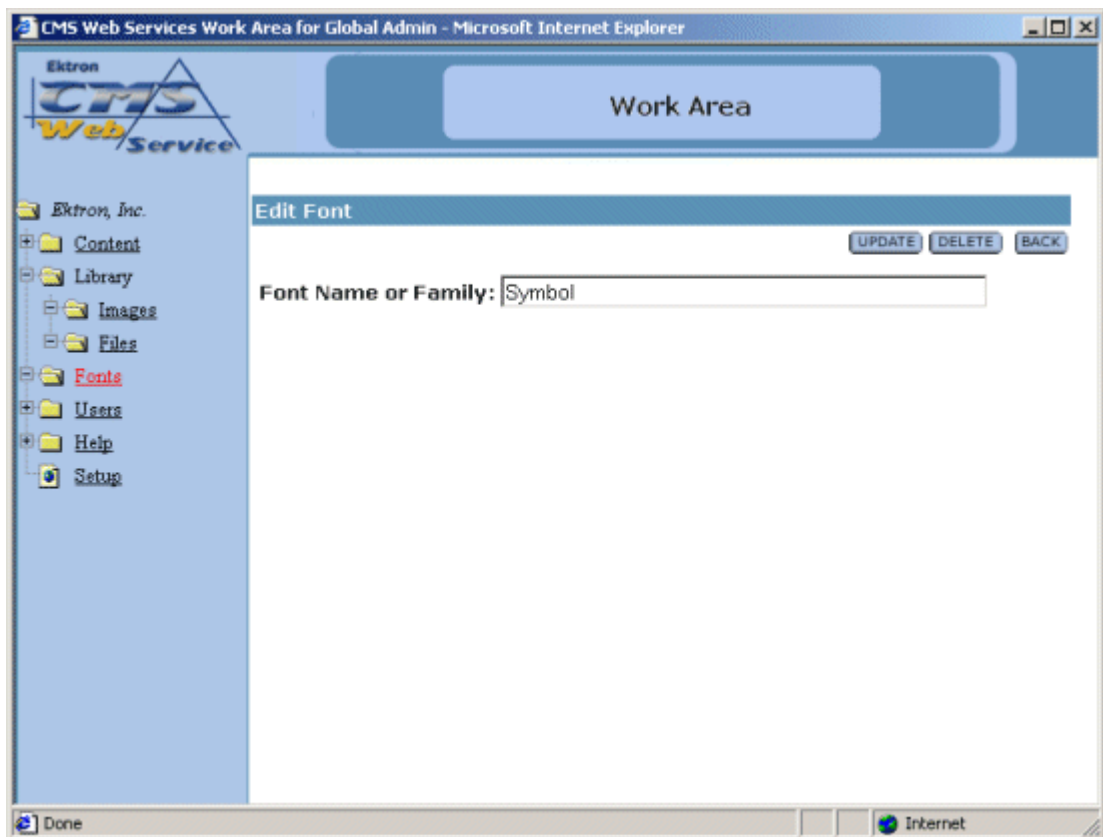 CMS Web Services Work Area for Global Admin - Microsoft Internet Explorer
Ektron
CMS
Web
Service
Work Area
Ektron, Inc.
Content
Library
Images
Files
Fonts
Users
Help
Setup
Edit Font
UPDATE DELETE BACK
Font Name or Family: Symbol
Done
Internet